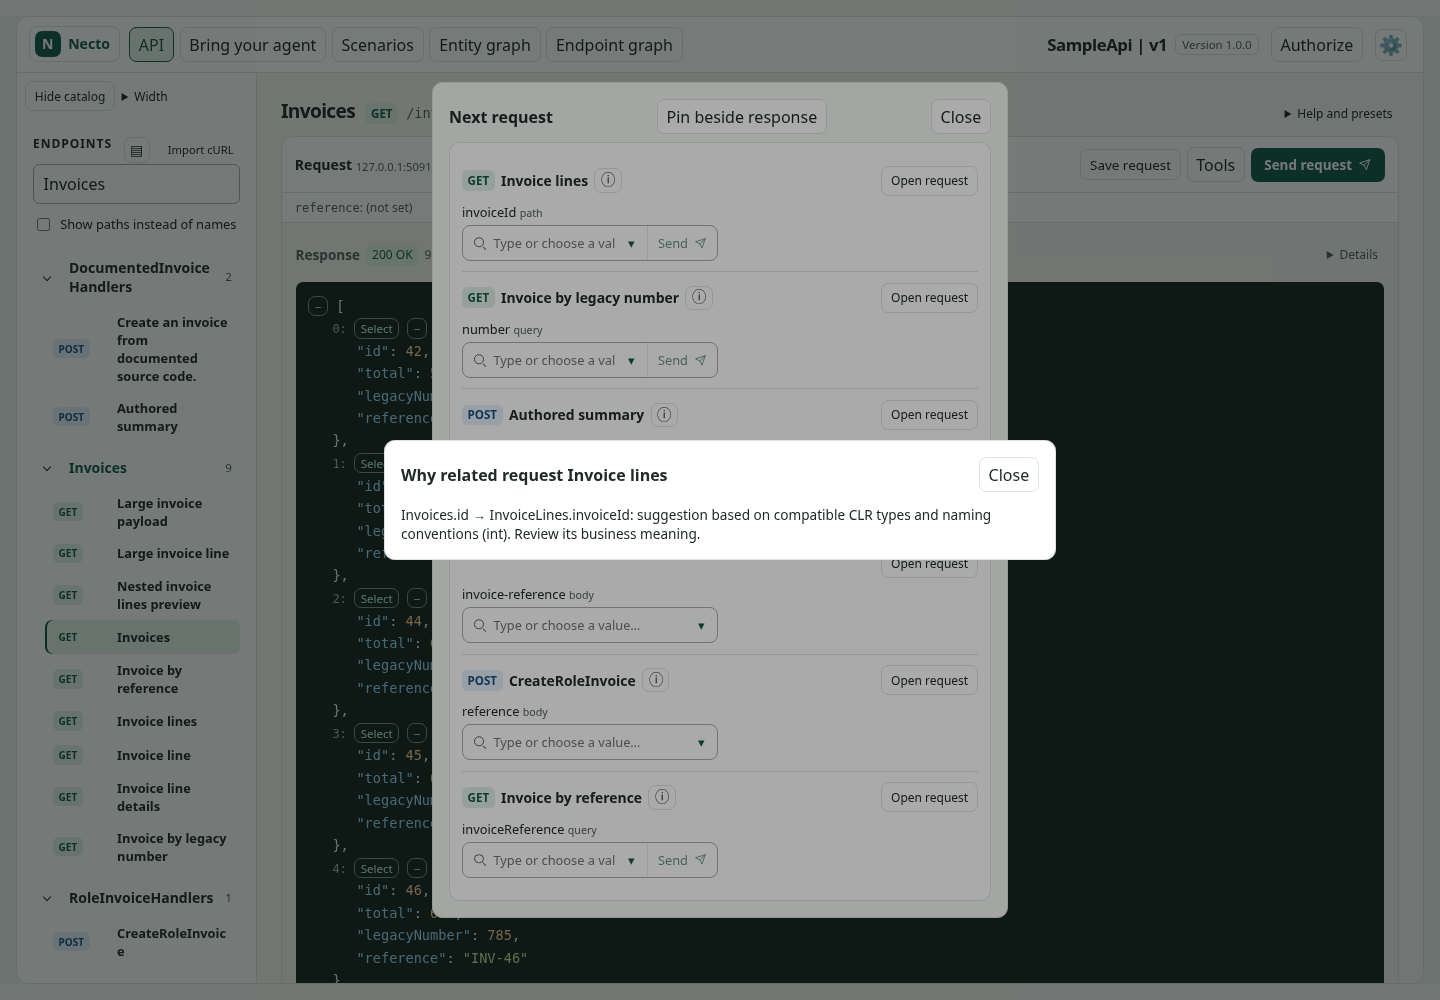 N Necto API Bring your agent Scenarios Entity graph Endpoint graph SampleApi | v1 Version 1.0.0 Authorize
Hide catalog Width
ENDPOINTS Import cURL
Invoices
Show paths instead of names
DocumentedInvoice
Handlers 2
POST Create an invoice
from
documented
source code.
POST Authored
summary
Invoices 9
GET Large invoice
payload
GET Large invoice line
GET Nested invoice
lines preview
GET Invoices
GET Invoice by
reference
GET Invoice lines
GET Invoice line
GET Invoice line
details
GET Invoice by legacy
number
RoleInvoiceHandlers 1
POST CreateRoleInvoic
e
Invoices GET Help and presets
Request 127.0.0.1:5091 Save request Tools Send request
reference: (not set)
Response 200 OK Details
− [
0: Select −
"id": 42,
"total":
"legacyNu
"reference
},
1:
},
2: Select −
"id": 44,
"total":
"legacyNu
"reference
},
3: Select −
"id": 45,
"total":
"legacyNu
"reference
},
4: Select −
"id": 46,
"total":
"legacyNumber": 785,
"reference": "INV-46"
}
Next request Pin beside response Close
GET Invoice lines ⓘ Open request
invoiceId path
Type or choose a val ▾ Send
GET Invoice by legacy number ⓘ Open request
number query
Type or choose a val ▾ Send
POST Authored summary ⓘ Open request
Why related request Invoice lines Close
Invoices.id → InvoiceLines.invoiceId: suggestion based on compatible CLR types and naming
conventions (int). Review its business meaning.
Open request
invoice-reference body
Type or choose a value... ▾
POST CreateRoleInvoice ⓘ Open request
reference body
Type or choose a value... ▾
GET Invoice by reference ⓘ Open request
invoiceReference query
Type or choose a val ▾ Send